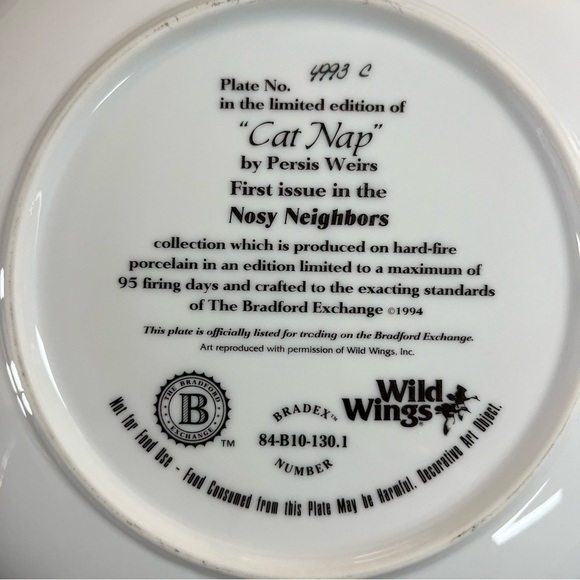 Plate No. 4993 C
in the limited edition of
"Cat Nap"
by Persis Weirs
First issue in the
Nosy Neighbors
collection which is produced on hard-fire
porcelain in an edition limited to a maximum of
95 firing days and crafted to the exacting standards
of The Bradford Exchange ©1994
This plate is officially listed for trading on the Bradford Exchange.
Art reproduced with permission of Wild Wings, Inc.
THE BRADFORD
B
EXCHANGE
TM
BRADEX™
84-B10-130.1
NUMBER
Wild
Wings
Not For Food Use - Food Consumed from this Plate May be Harmful. Decorative Art Object.